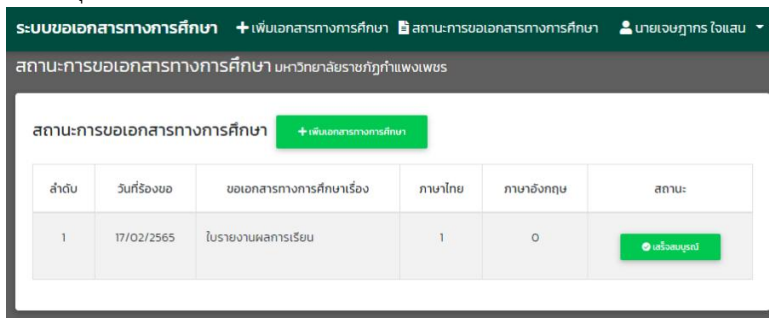 ระบบขอเอกสารทางการศึกษา เพิ่มเอกสารทางการศึกษา สถานะการขอเอกสารทางการศึกษา นายเจษฎากร ใจแสน
สถานะการขอเอกสารทางการศึกษา มหาวิทยาลัยราชภัฏกำแพงเพชร
สถานะการขอเอกสารทางการศึกษา เพิ่มเอกสารทางการศึกษา
ลำดับ วันที่ร้องขอ ขอเอกสารทางการศึกษาเรื่อง ภาษาไทย ภาษาอังกฤษ สถานะ
1 17/02/2565 ใบรายงานผลการเรียน 1 0 เสร็จสมบูรณ์